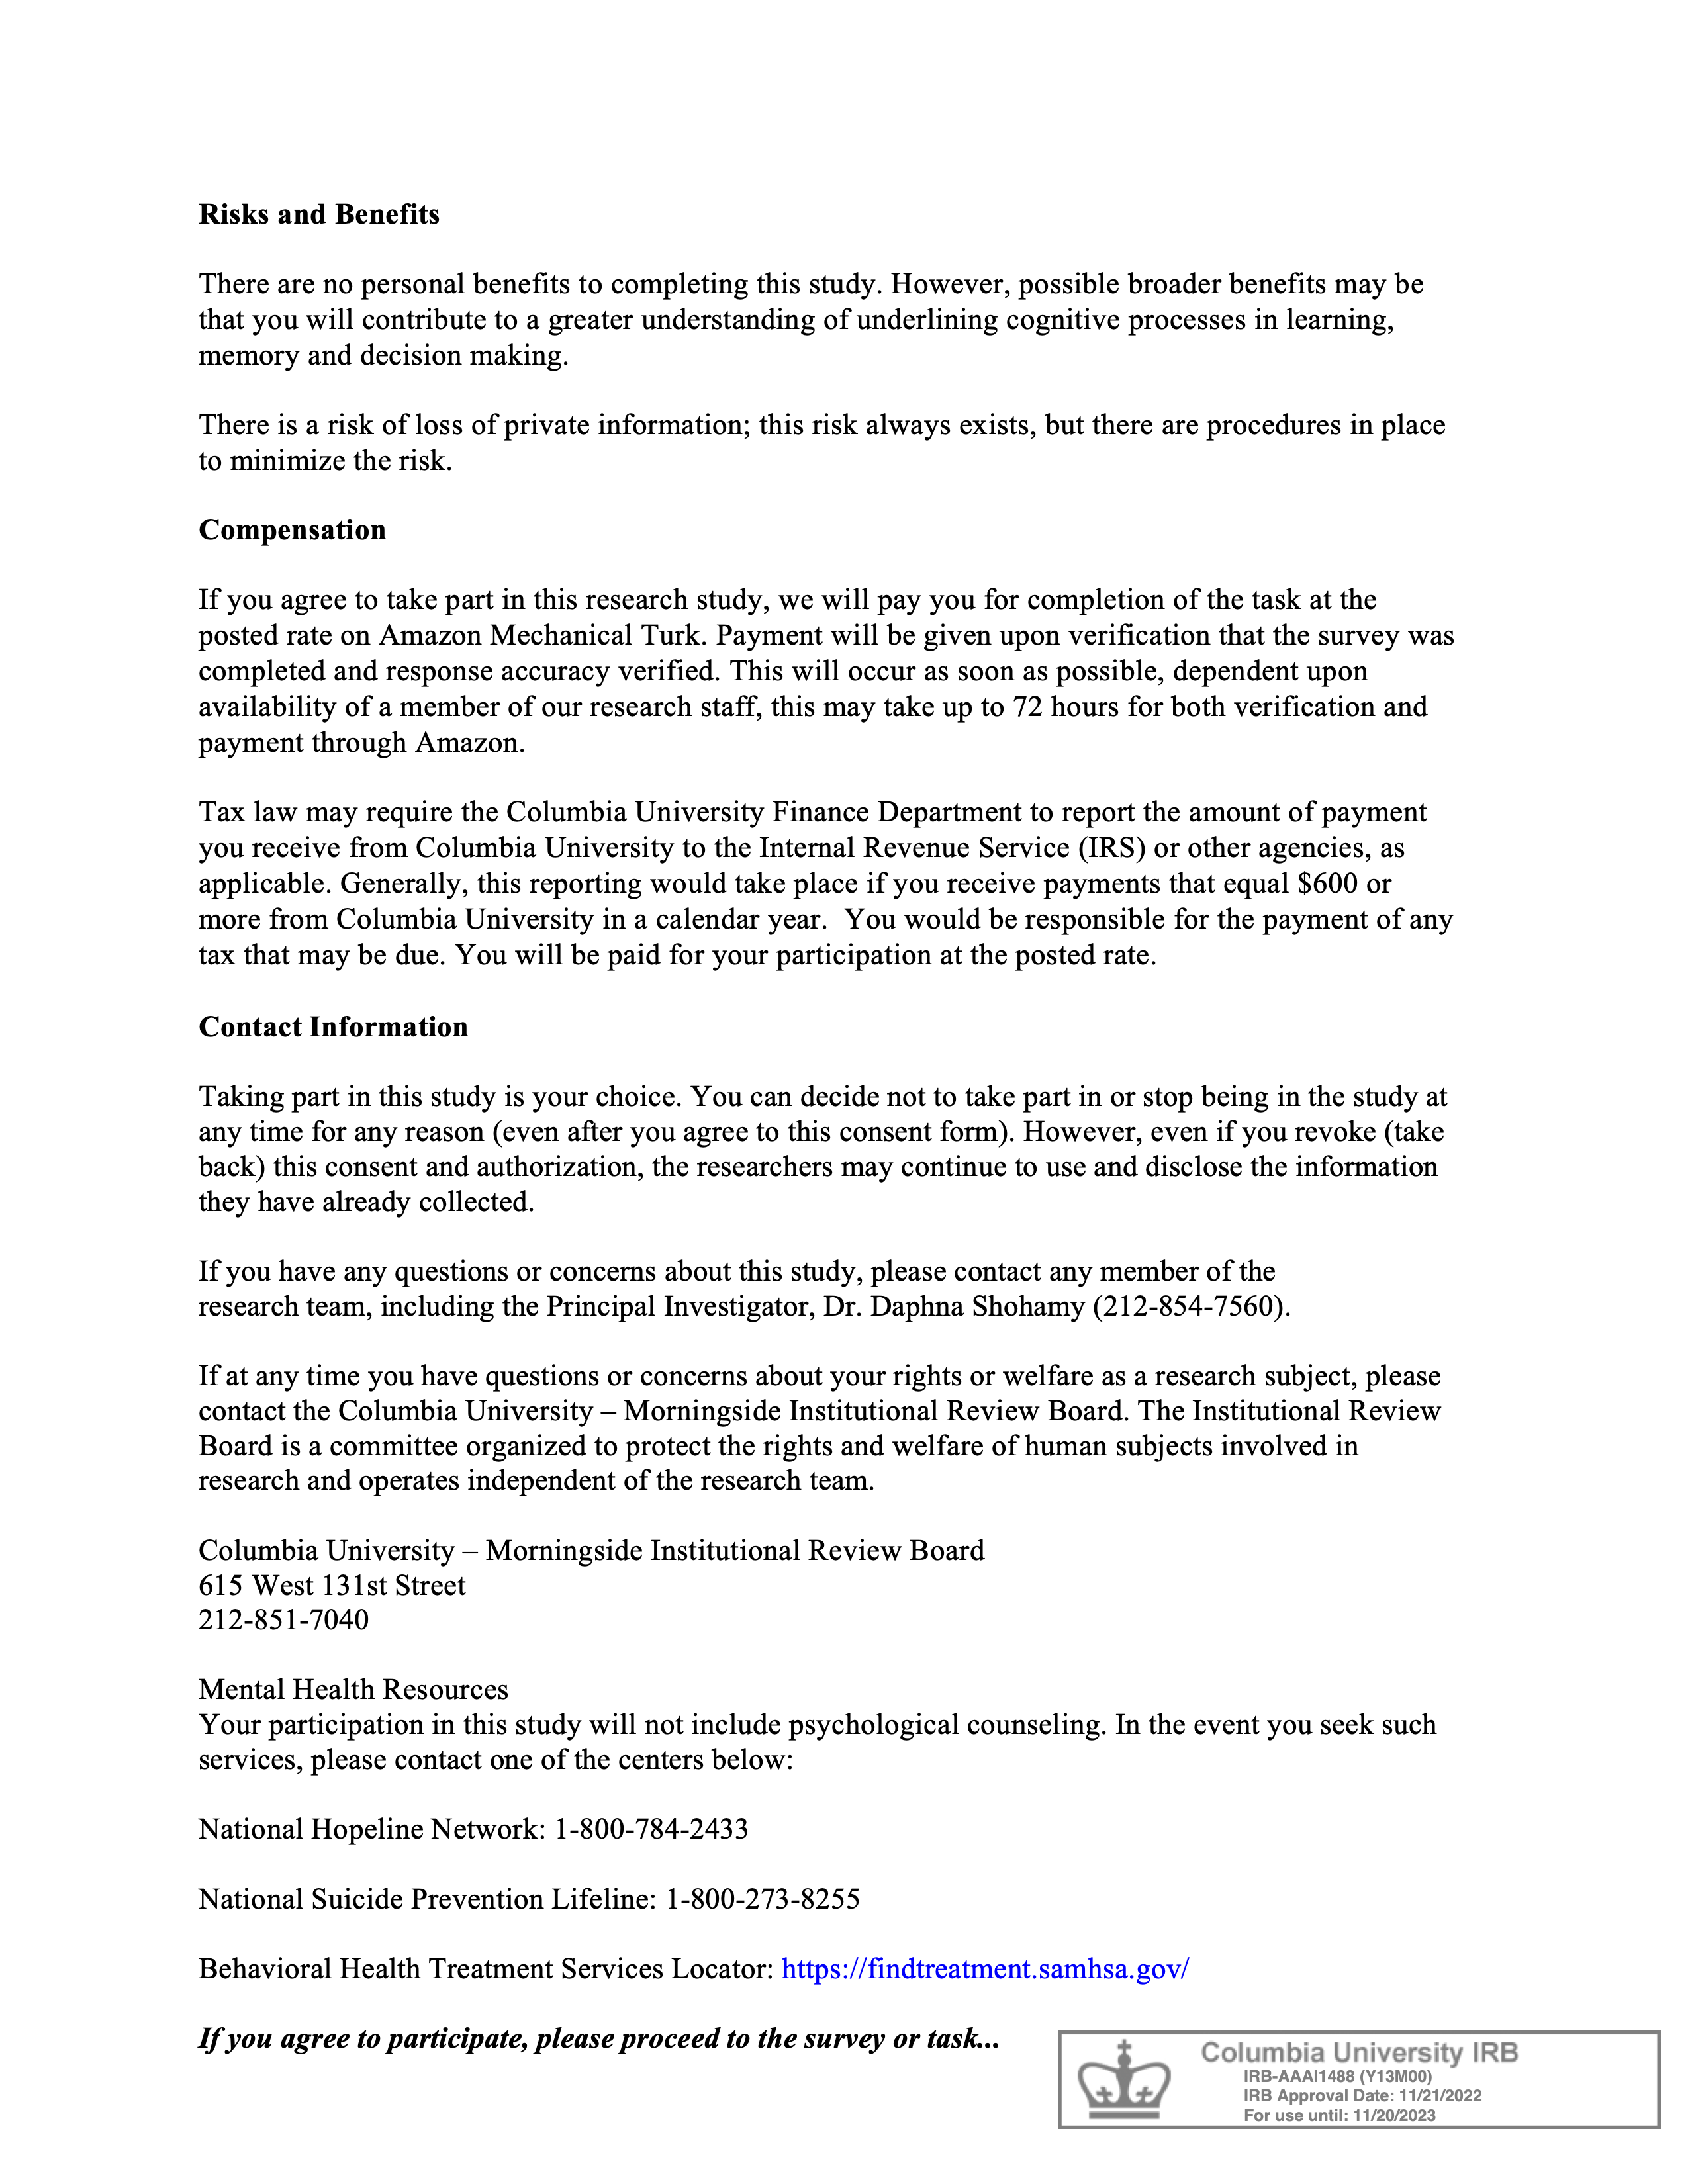 Risks and Benefits
There are no personal benefits to completing this study. However, possible broader benefits may be
that you will contribute to a greater understanding of underlining cognitive processes in learning,
memory and decision making.
There is a risk of loss of private information; this risk always exists, but there are procedures in place
to minimize the risk.
Compensation
If you agree to take part in this research study, we will pay you for completion of the task at the
posted rate on Amazon Mechanical Turk. Payment will be given upon verification that the survey was
completed and response accuracy verified. This will occur as soon as possible, dependent upon
availability of a member of our research staff, this may take up to 72 hours for both verification and
payment through Amazon.
Tax law may require the Columbia University Finance Department to report the amount of payment
you receive from Columbia University to the Internal Revenue Service (IRS) or other agencies, as
applicable. Generally, this reporting would take place if you receive payments that equal $600 or
more from Columbia University in a calendar year.  You would be responsible for the payment of any
tax that may be due. You will be paid for your participation at the posted rate.
Contact Information
Taking part in this study is your choice. You can decide not to take part in or stop being in the study at
any time for any reason (even after you agree to this consent form). However, even if you revoke (take
back) this consent and authorization, the researchers may continue to use and disclose the information
they have already collected.
If you have any questions or concerns about this study, please contact any member of the
research team, including the Principal Investigator, Dr. Daphna Shohamy (212-854-7560).
If at any time you have questions or concerns about your rights or welfare as a research subject, please
contact the Columbia University – Morningside Institutional Review Board. The Institutional Review
Board is a committee organized to protect the rights and welfare of human subjects involved in
research and operates independent of the research team.
Columbia University – Morningside Institutional Review Board
615 West 131st Street
212-851-7040
Mental Health Resources
Your participation in this study will not include psychological counseling. In the event you seek such
services, please contact one of the centers below:
National Hopeline Network: 1-800-784-2433
National Suicide Prevention Lifeline: 1-800-273-8255
Behavioral Health Treatment Services Locator: https://findtreatment.samhsa.gov/
If you agree to participate, please proceed to the survey or task...
Columbia University IRB
IRB-AAAI1488 (Y13M00)
IRB Approval Date: 11/21/2022
For use until: 11/20/2023